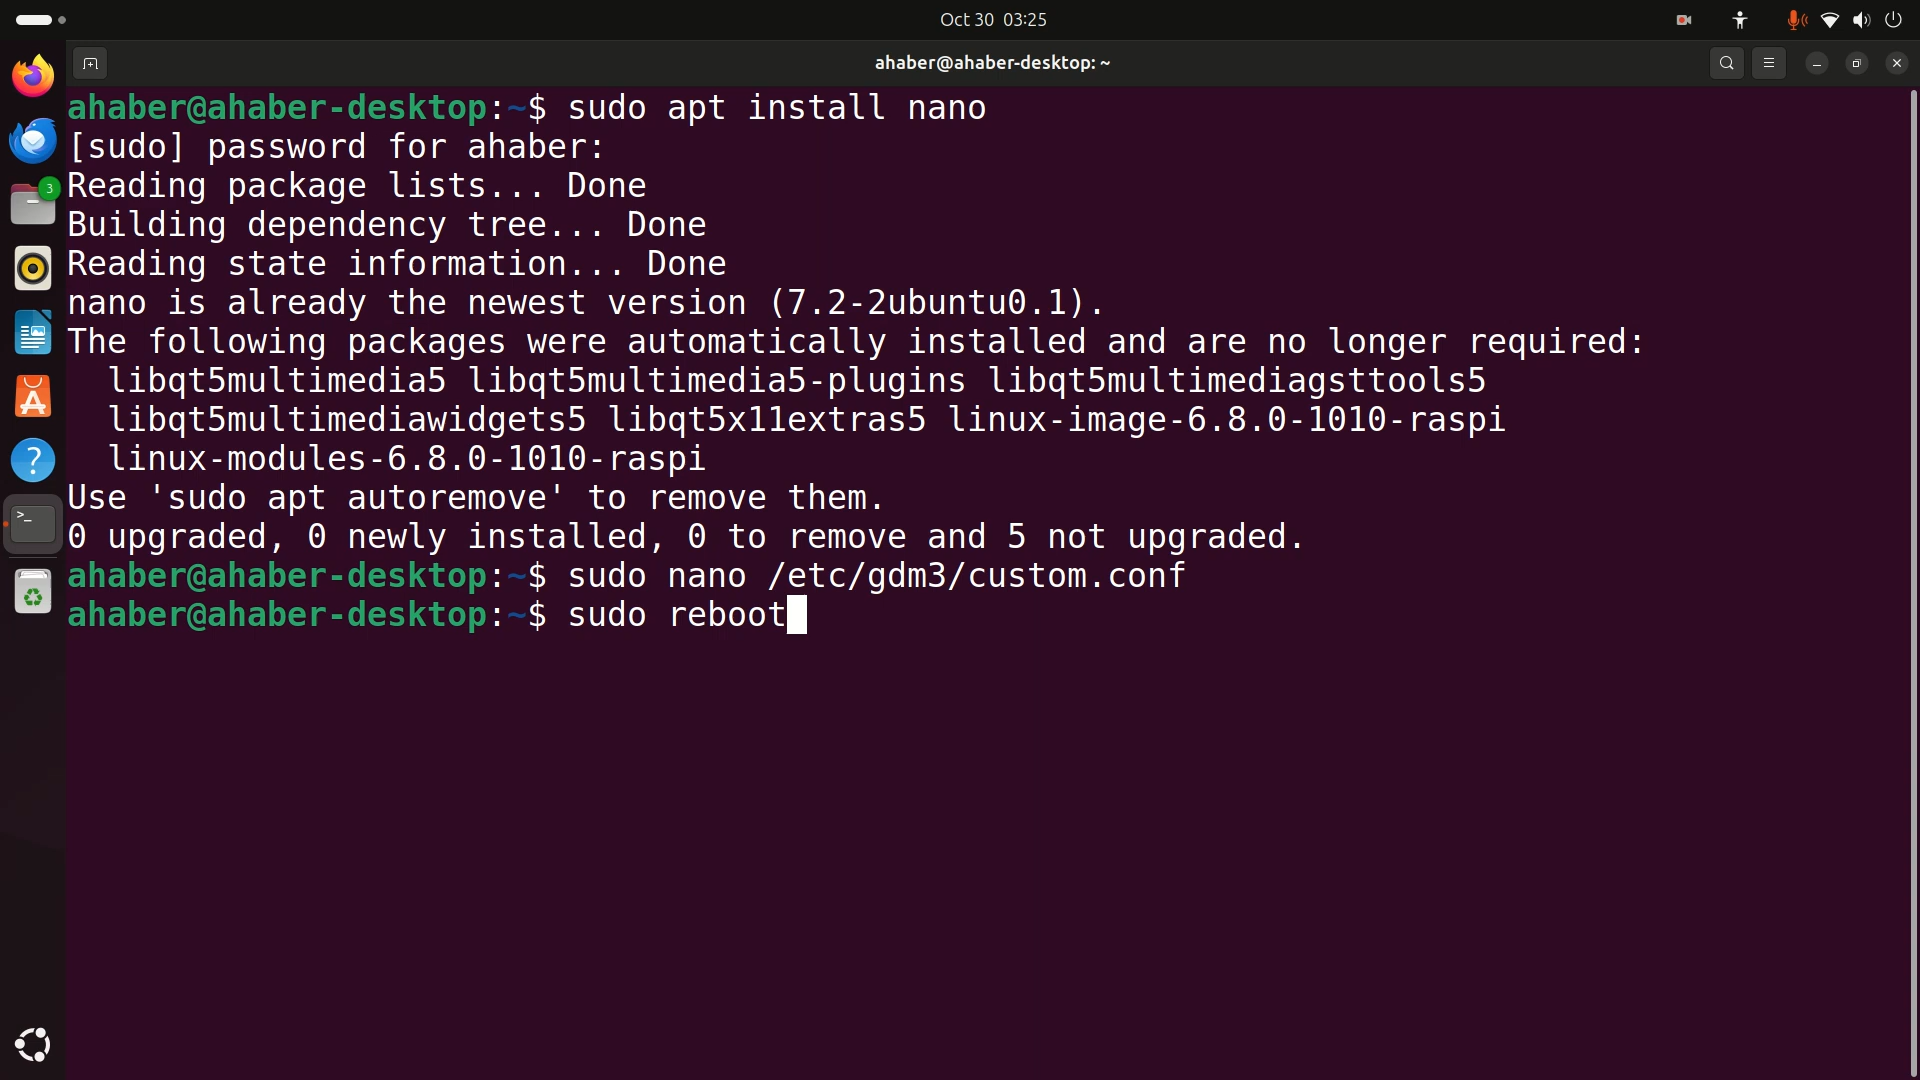 Oct 30 03:25
ahaber@ahaber-desktop: ~
ahaber@ahaber-desktop:~$ sudo apt install nano
[sudo] password for ahaber:
Reading package lists... Done
Building dependency tree... Done
Reading state information... Done
nano is already the newest version (7.2-2ubuntu0.1).
The following packages were automatically installed and are no longer required:
  libqt5multimedia5 libqt5multimedia5-plugins libqt5multimediagsttools5
  libqt5multimediawidgets5 libqt5x11extras5 linux-image-6.8.0-1010-raspi
  linux-modules-6.8.0-1010-raspi
Use 'sudo apt autoremove' to remove them.
0 upgraded, 0 newly installed, 0 to remove and 5 not upgraded.
ahaber@ahaber-desktop:~$ sudo nano /etc/gdm3/custom.conf
ahaber@ahaber-desktop:~$ sudo reboot
3